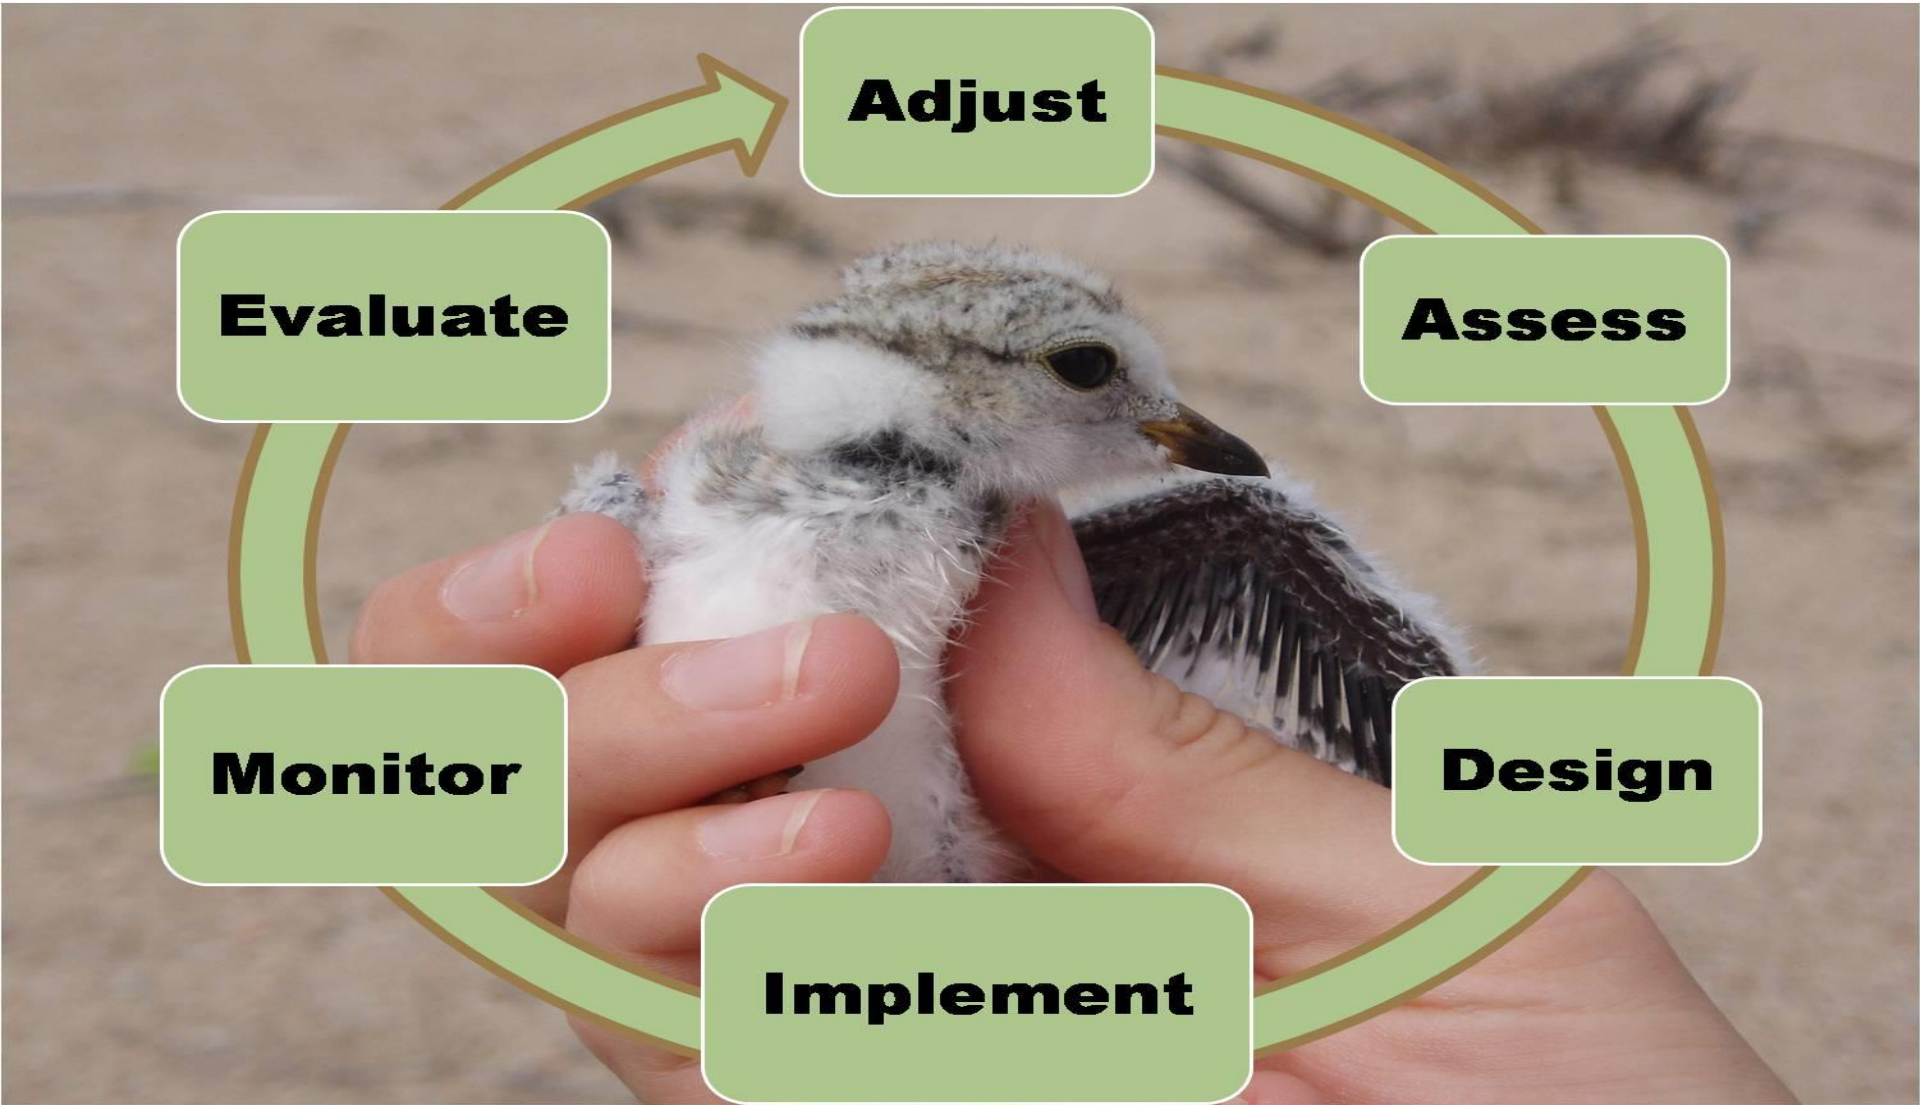 Adjust
Assess
Design
Implement
Monitor
Evaluate